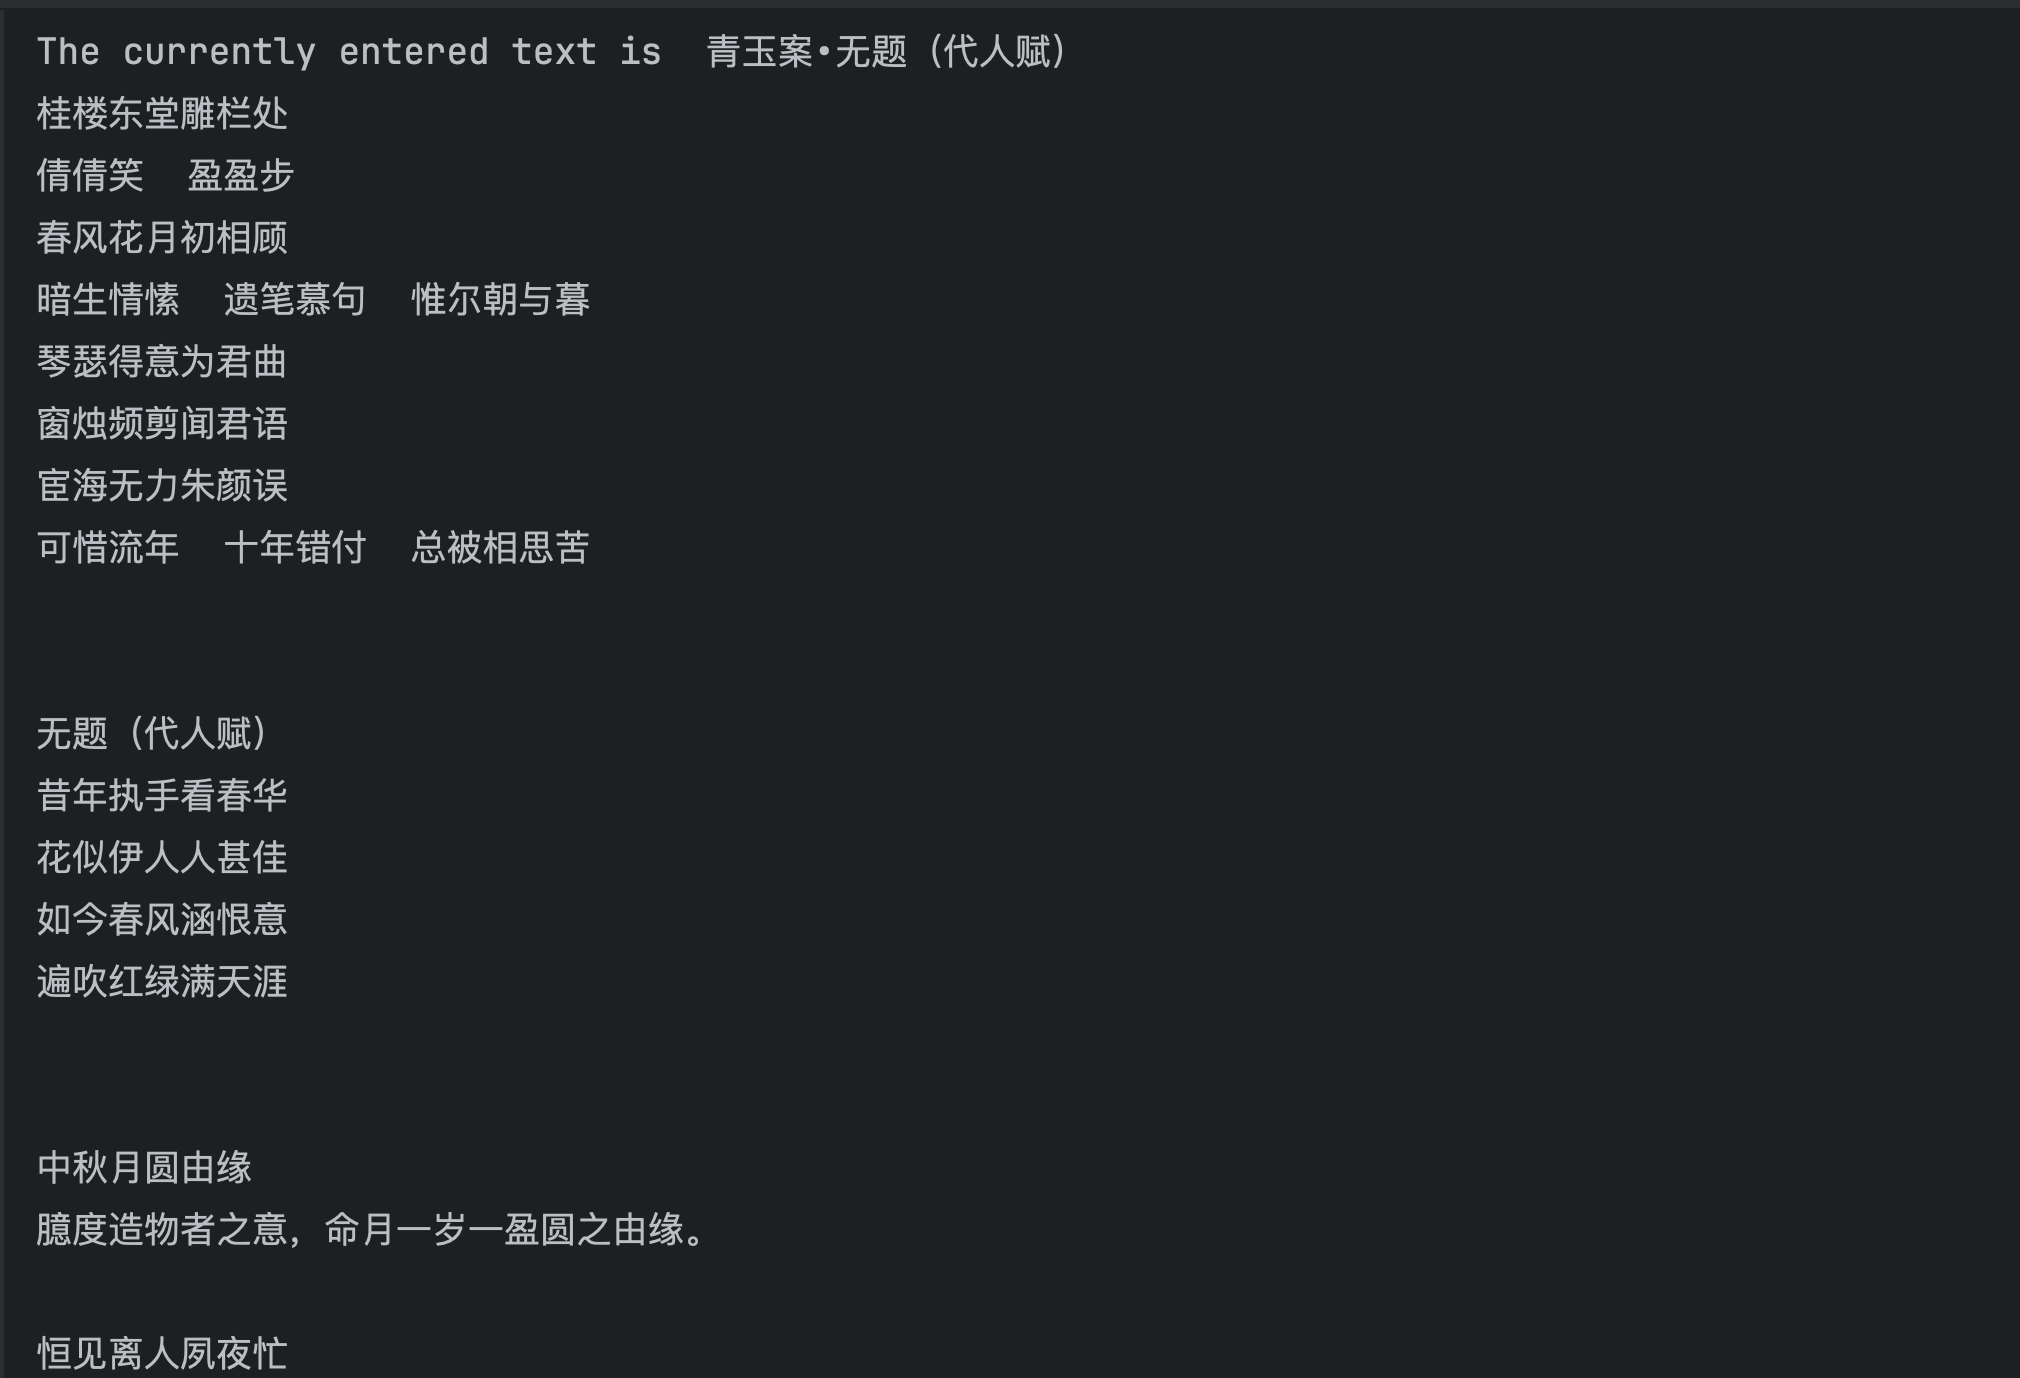 The currently entered text is  青玉案·无题（代人赋）
桂楼东堂雕栏处
倩倩笑  盈盈步
春风花月初相顾
暗生情愫  遗笔慕句  惟尔朝与暮
琴瑟得意为君曲
窗烛频剪闻君语
宦海无力朱颜误
可惜流年  十年错付  总被相思苦
无题（代人赋）
昔年执手看春华
花似伊人人甚佳
如今春风涵恨意
遍吹红绿满天涯
中秋月圆由缘
臆度造物者之意，命月一岁一盈圆之由缘。
恒见离人夙夜忙